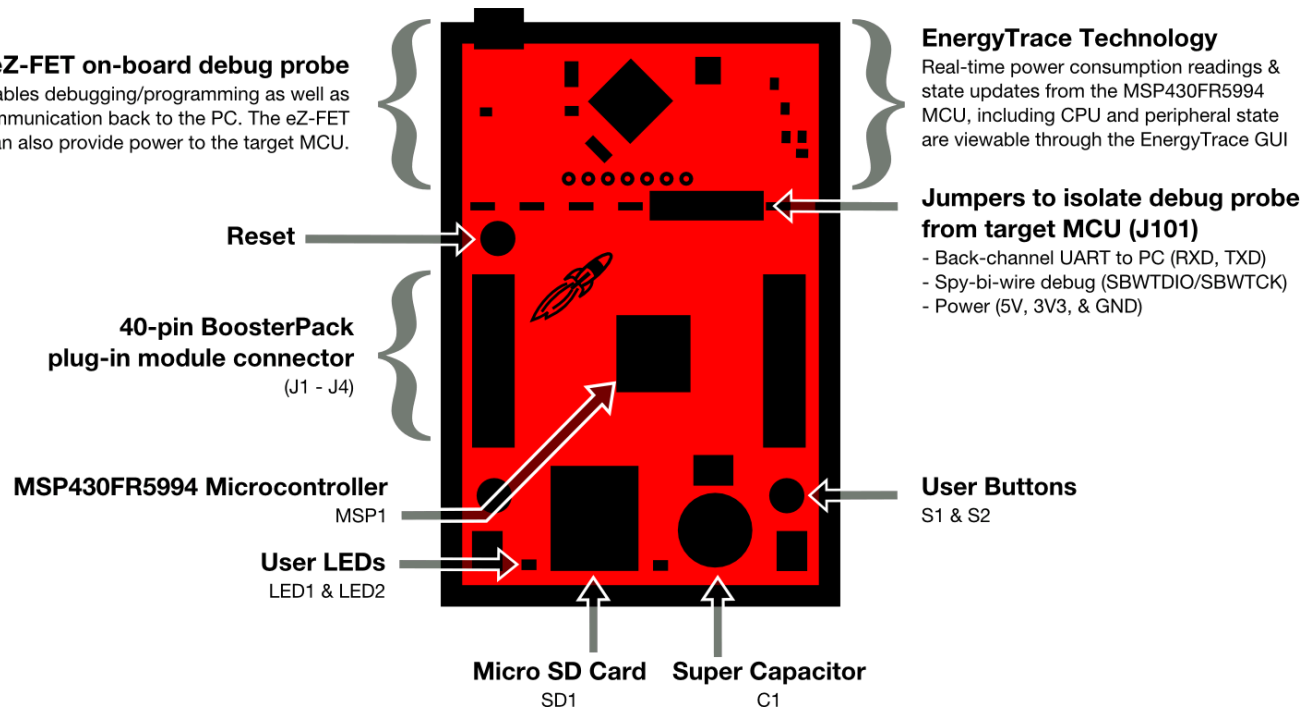 eZ-FET on-board debug probe
ables debugging/programming as well as
mmunication back to the PC. The eZ-FET
an also provide power to the target MCU.
EnergyTrace Technology
Real-time power consumption readings &
state updates from the MSP430FR5994
MCU, including CPU and peripheral state
are viewable through the EnergyTrace GUI
Jumpers to isolate debug probe
from target MCU (J101)
- Back-channel UART to PC (RXD, TXD)
- Spy-bi-wire debug (SBWTDIO/SBWTCK)
- Power (5V, 3V3, & GND)
Reset
40-pin BoosterPack
plug-in module connector
(J1 - J4)
MSP430FR5994 Microcontroller
MSP1
User Buttons
S1 & S2
User LEDs
LED1 & LED2
Micro SD Card
SD1
Super Capacitor
C1